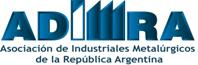 ADIMRA
Asociación de Industriales Metalúrgicos
de la República Argentina